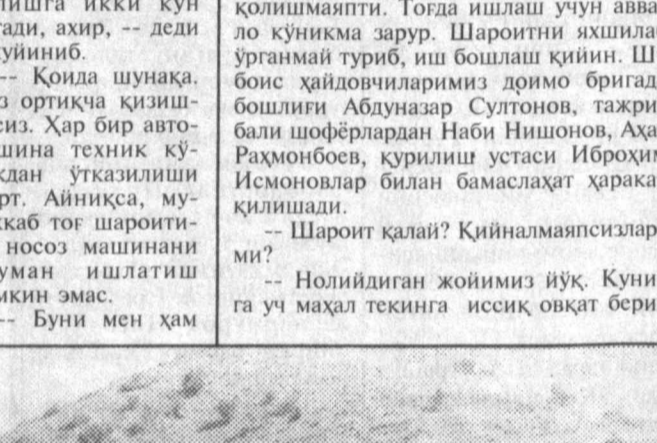 лишга икки кун
гади, ахир, -- деди
куйиниб.
-- Қоида шунақа.
з ортиқча қизиш-
сиз. Ҳар бир авто-
шина техник кў-
кдан ўтказилиши
рт. Айниқса, му-
ккаб тоғ шароити-
носоз машинани
уман ишлатиш
мкин эмас.
-- Буни мен ҳам
қолишмаяпти. Тоғда ишлаш учун авва
ло кўникма зарур. Шароитни яхшила
ўрганмай туриб, иш бошлаш қийин. Ш
боис ҳайдовчиларимиз доимо бригад
бошлиғи Абдуназар Султонов, тажри
бали шофёрлардан Наби Нишонов, Аҳа
Раҳмонбоев, қурилиш устаси Иброҳим
Исмоновлар билан бамаслаҳат ҳарака
қилишади.
-- Шароит қалай? Қийналмаяпсизлар
ми?
-- Нолийдиган жойимиз йўқ. Куни
га уч маҳал текинга иссиқ овқат бери